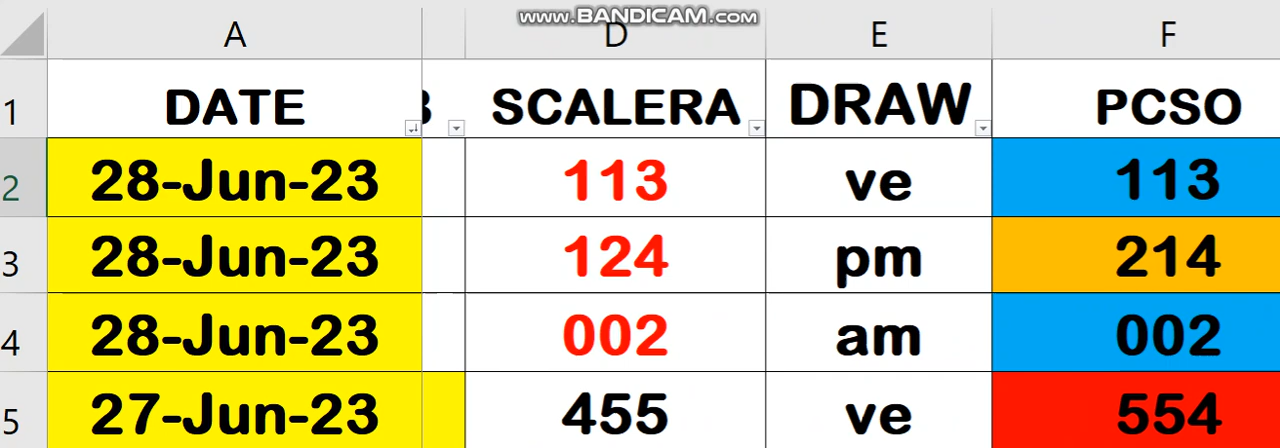 www.BANDICAM.com
A D E F
1 DATE SCALERA DRAW PCSO
2 28-Jun-23 113 ve 113
3 28-Jun-23 124 pm 214
4 28-Jun-23 002 am 002
5 27-Jun-23 455 ve 554